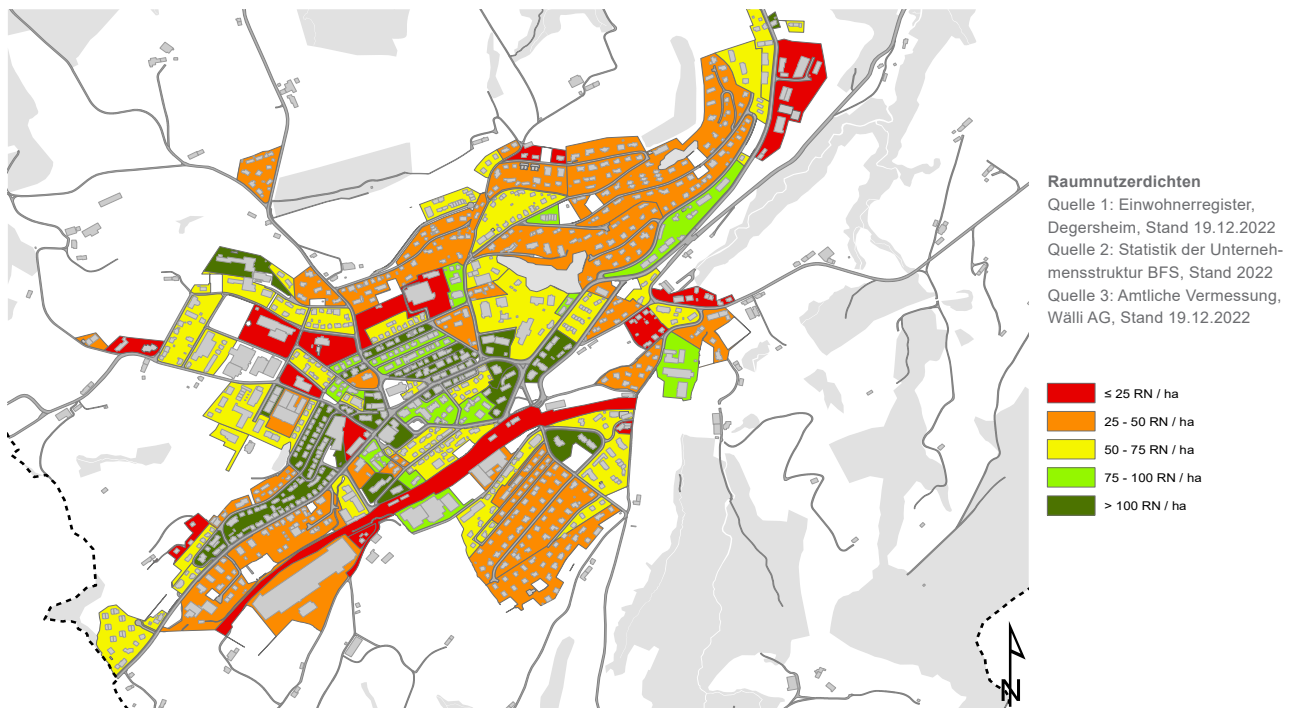 Raumnutzerdichten
Quelle 1: Einwohnerregister,
Degersheim, Stand 19.12.2022
Quelle 2: Statistik der Unterneh-
mensstruktur BFS, Stand 2022
Quelle 3: Amtliche Vermessung,
Wälli AG, Stand 19.12.2022
≤ 25 RN / ha
25 - 50 RN / ha
50 - 75 RN / ha
75 - 100 RN / ha
> 100 RN / ha
N